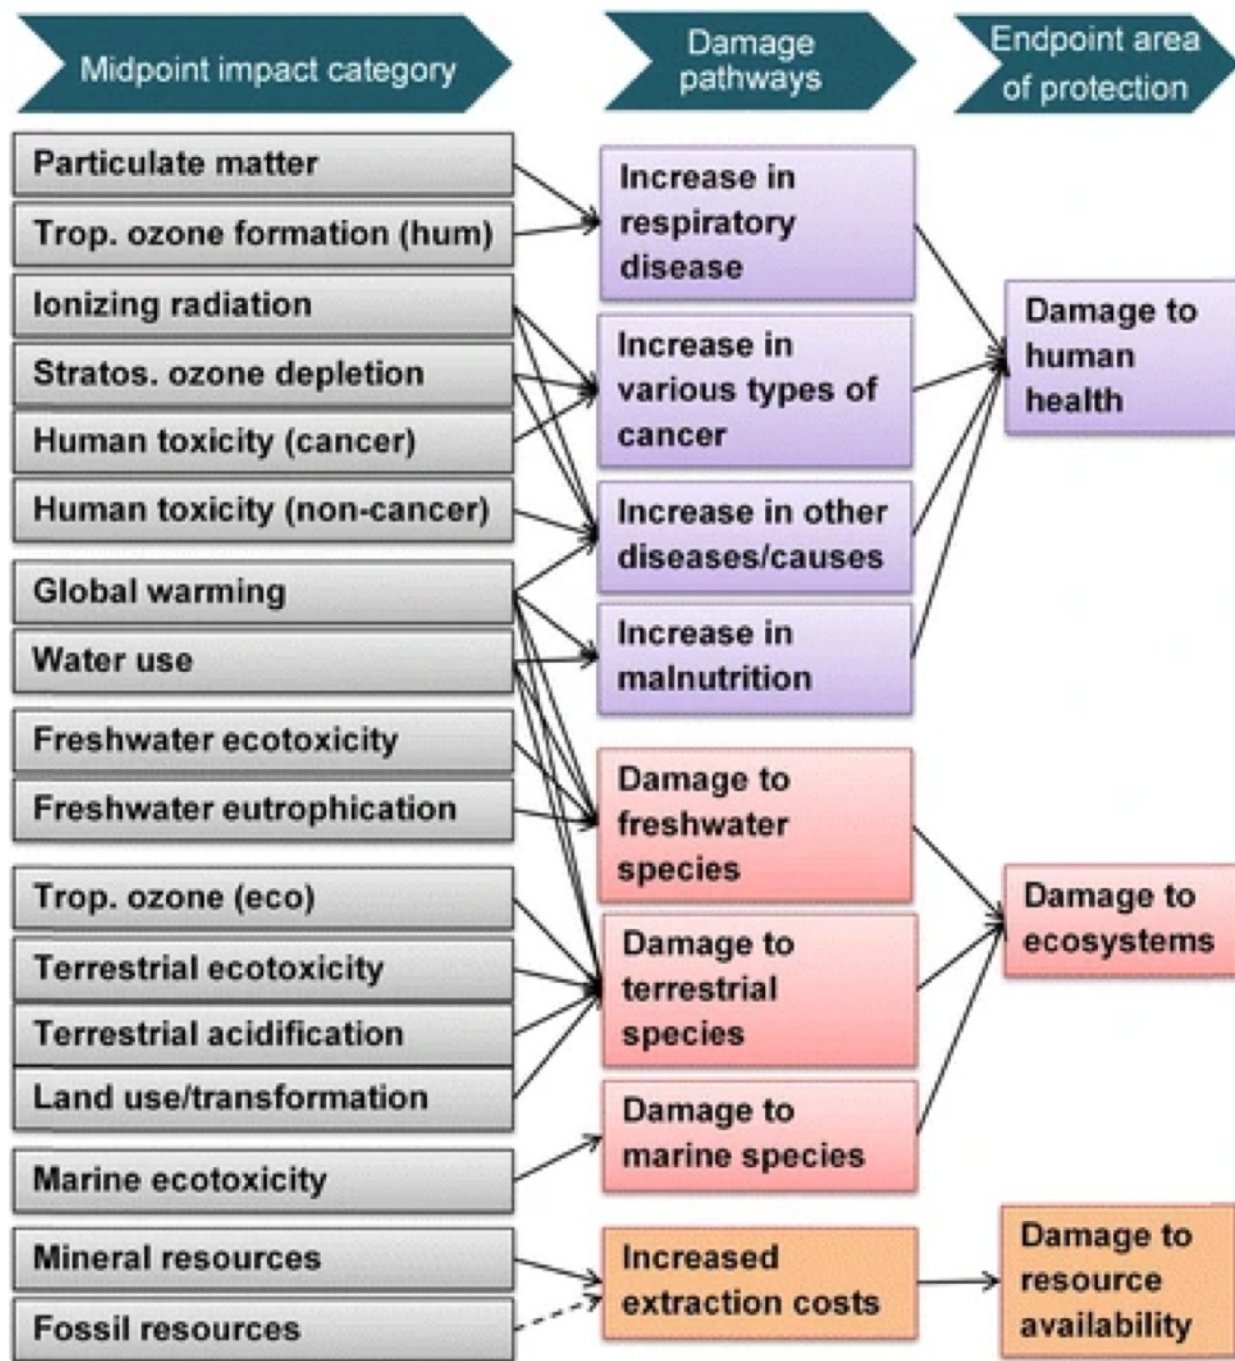 Midpoint impact category
Damage
pathways
Endpoint area
of protection
Particulate matter
Trop. ozone formation (hum)
Ionizing radiation
Stratos. ozone depletion
Human toxicity (cancer)
Human toxicity (non-cancer)
Global warming
Water use
Freshwater ecotoxicity
Freshwater eutrophication
Trop. ozone (eco)
Terrestrial ecotoxicity
Terrestrial acidification
Land use/transformation
Marine ecotoxicity
Mineral resources
Fossil resources
Increase in
respiratory
disease
Increase in
various types of
cancer
Increase in other
diseases/causes
Increase in
malnutrition
Damage to
freshwater
species
Damage to
terrestrial
species
Damage to
marine species
Increased
extraction costs
Damage to
human
health
Damage to
ecosystems
Damage to
resource
availability